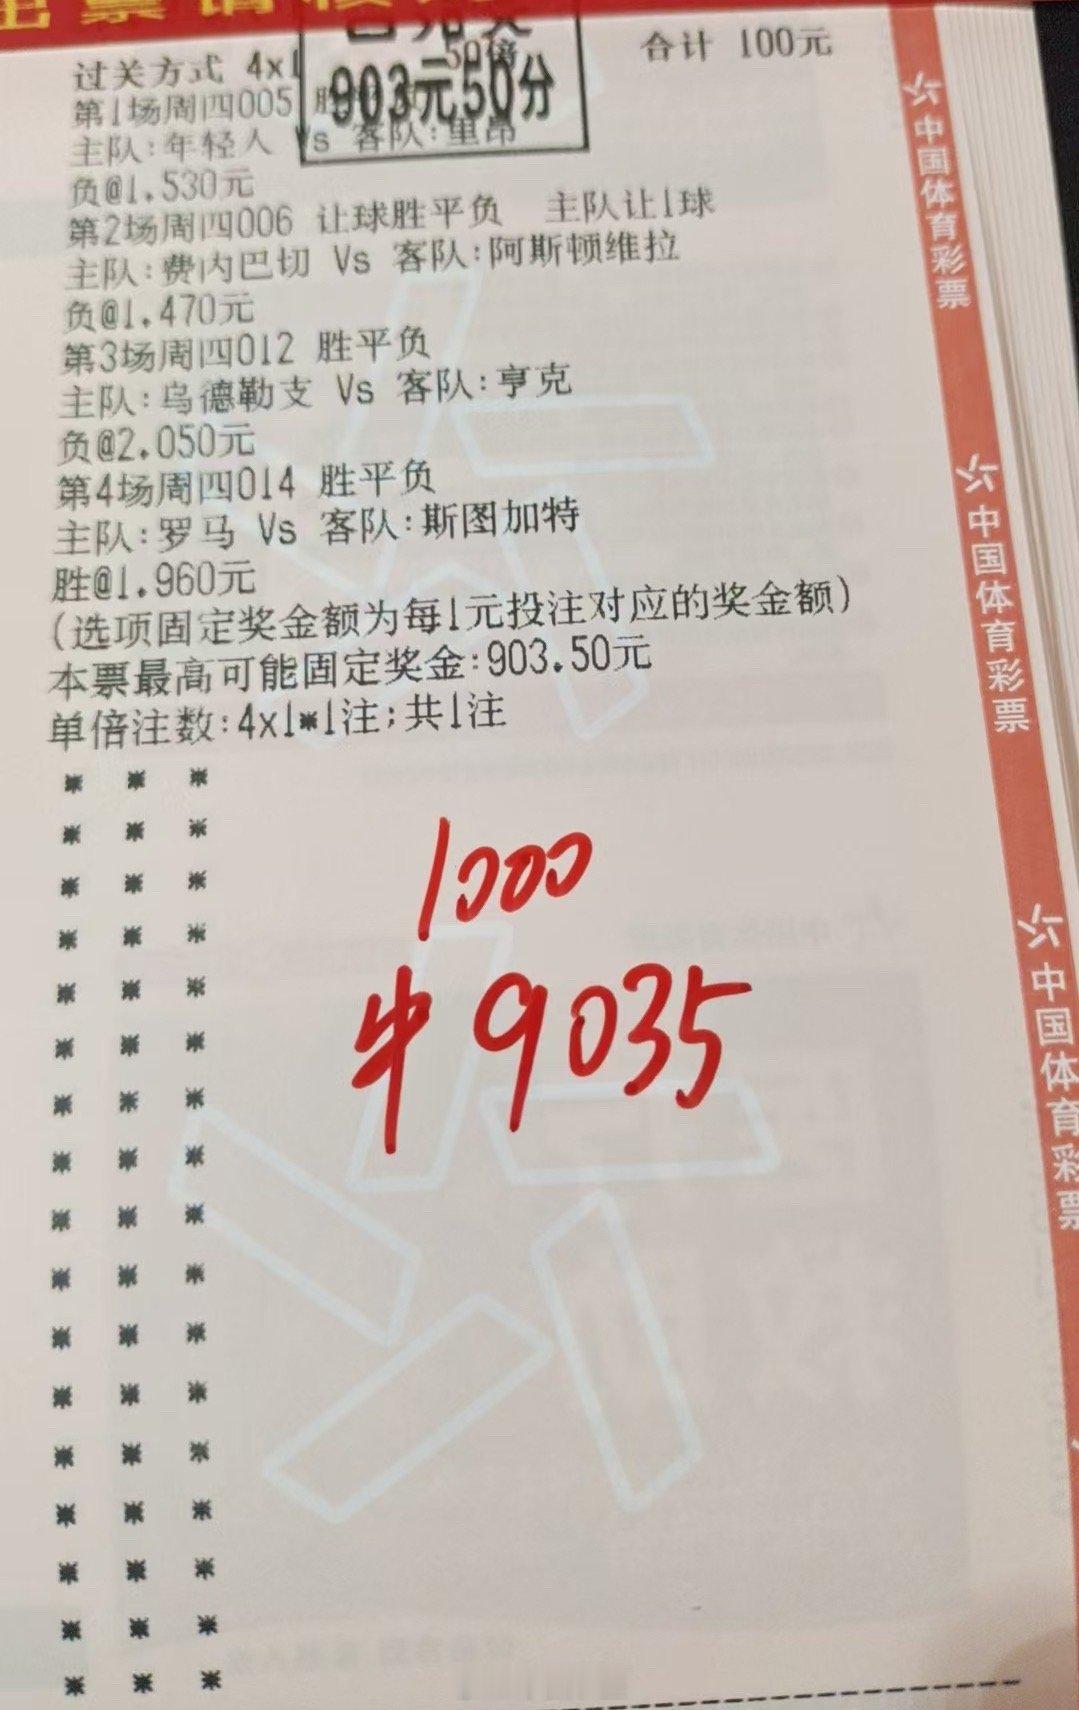 过关方式 4x1 50倍 合计 100元
903元50分
第1场周四005 胜
主队:年轻人 Vs 客队:里昂
负@1.530元
第2场周四006 让球胜平负 主队让1球
主队:费内巴切 Vs 客队:阿斯顿维拉
负@1.470元
第3场周四012 胜平负
主队:乌德勒支 Vs 客队:亨克
负@2.050元
第4场周四014 胜平负
主队:罗马 Vs 客队:斯图加特
胜@1.960元
(选项固定奖金额为每1元投注对应的奖金额)
本票最高可能固定奖金:903.50元
单倍注数:4x1*1注;共1注
1000
中9035
中国体育彩票
中国体育彩票
中国体育彩票